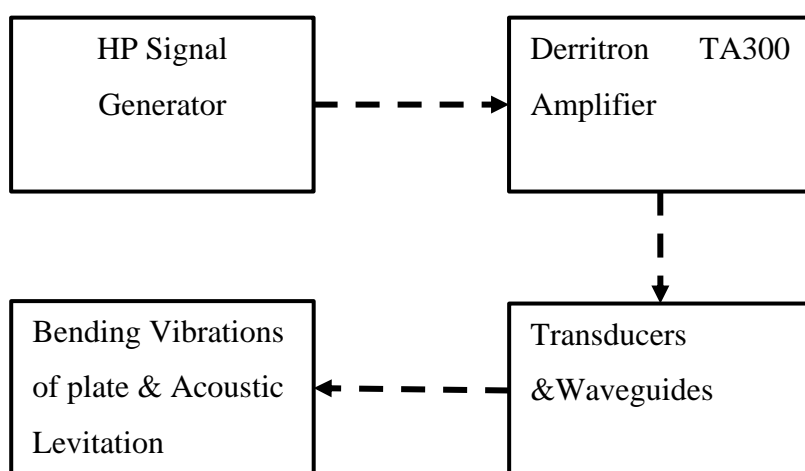 HP Signal
Generator
Derritron TA300
Amplifier
Transducers
&Waveguides
Bending Vibrations
of plate & Acoustic
Levitation